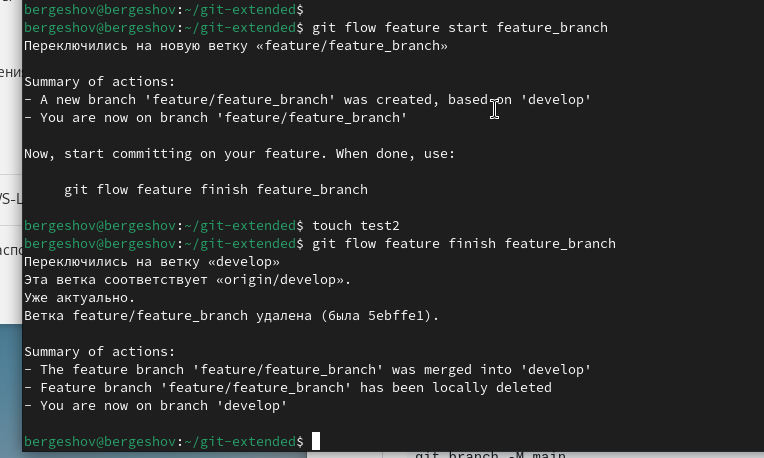 bergeshov@bergeshov:~/git-extended$
bergeshov@bergeshov:~/git-extended$ git flow feature start feature_branch
Переключились на новую ветку «feature/feature_branch»
Summary of actions:
- A new branch 'feature/feature_branch' was created, based on 'develop'
- You are now on branch 'feature/feature_branch'
Now, start committing on your feature. When done, use:
git flow feature finish feature_branch
bergeshov@bergeshov:~/git-extended$ touch test2
bergeshov@bergeshov:~/git-extended$ git flow feature finish feature_branch
Переключились на ветку «develop»
Эта ветка соответствует «origin/develop».
Уже актуально.
Ветка feature/feature_branch удалена (была 5ebffe1).
Summary of actions:
- The feature branch 'feature/feature_branch' was merged into 'develop'
- Feature branch 'feature/feature_branch' has been locally deleted
- You are now on branch 'develop'
bergeshov@bergeshov:~/git-extended$
git branch -M main